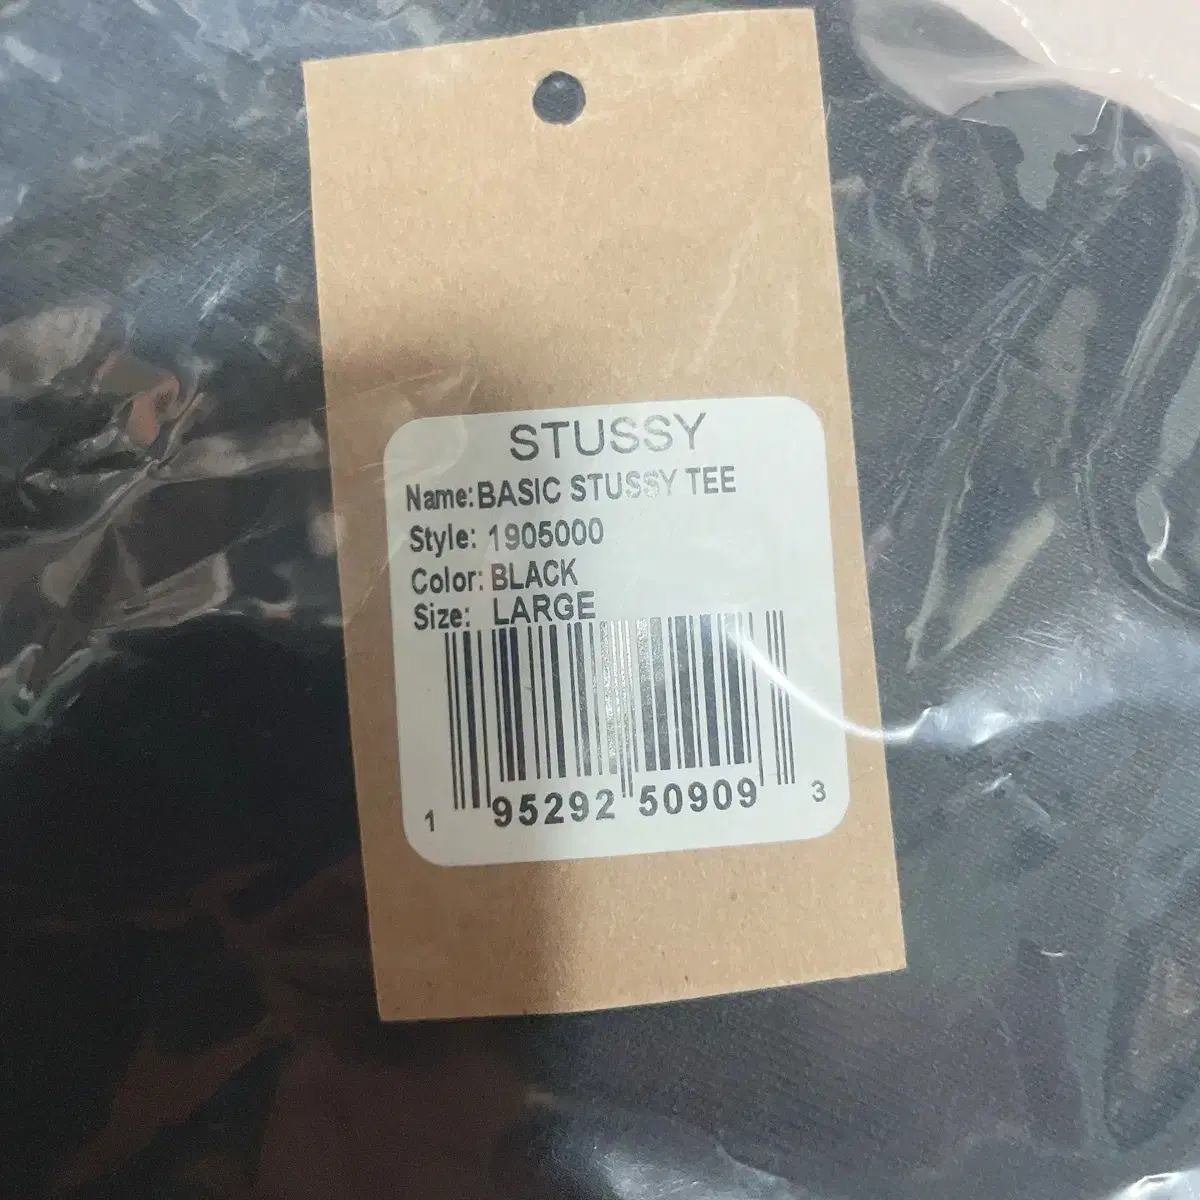 STUSSY
Name: BASIC STUSSY TEE
Style: 1905000
Color: BLACK
Size: LARGE
1 95292 50909 3